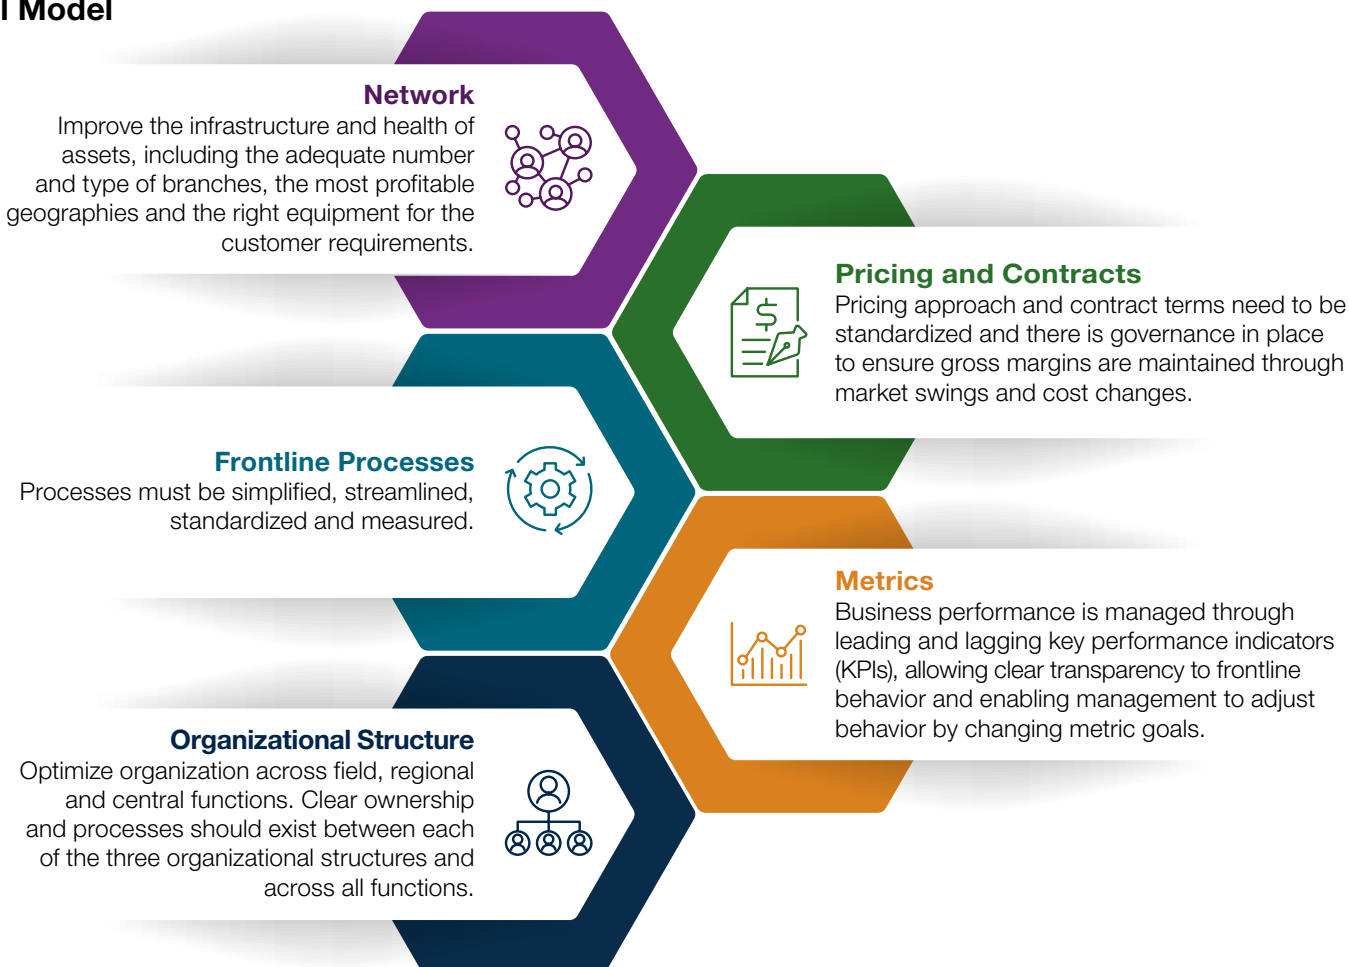 l Model
Network
Improve the infrastructure and health of
assets, including the adequate number
and type of branches, the most profitable
geographies and the right equipment for the
customer requirements.
Pricing and Contracts
Pricing approach and contract terms need to be
standardized and there is governance in place
to ensure gross margins are maintained through
market swings and cost changes.
Frontline Processes
Processes must be simplified, streamlined,
standardized and measured.
Metrics
Business performance is managed through
leading and lagging key performance indicators
(KPIs), allowing clear transparency to frontline
behavior and enabling management to adjust
behavior by changing metric goals.
Organizational Structure
Optimize organization across field, regional
and central functions. Clear ownership
and processes should exist between each
of the three organizational structures and
across all functions.
$